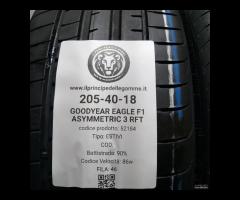 www.ilprincipedellegomme.it
205-40-18
GOODYEAR EAGLE F1
ASYMMETRIC 3 RFT
codice prodotto: 52164
Tipo: ESTIVI
COD.
Battistrada: 90%
Codice Velocità: 86w
FILA: 46